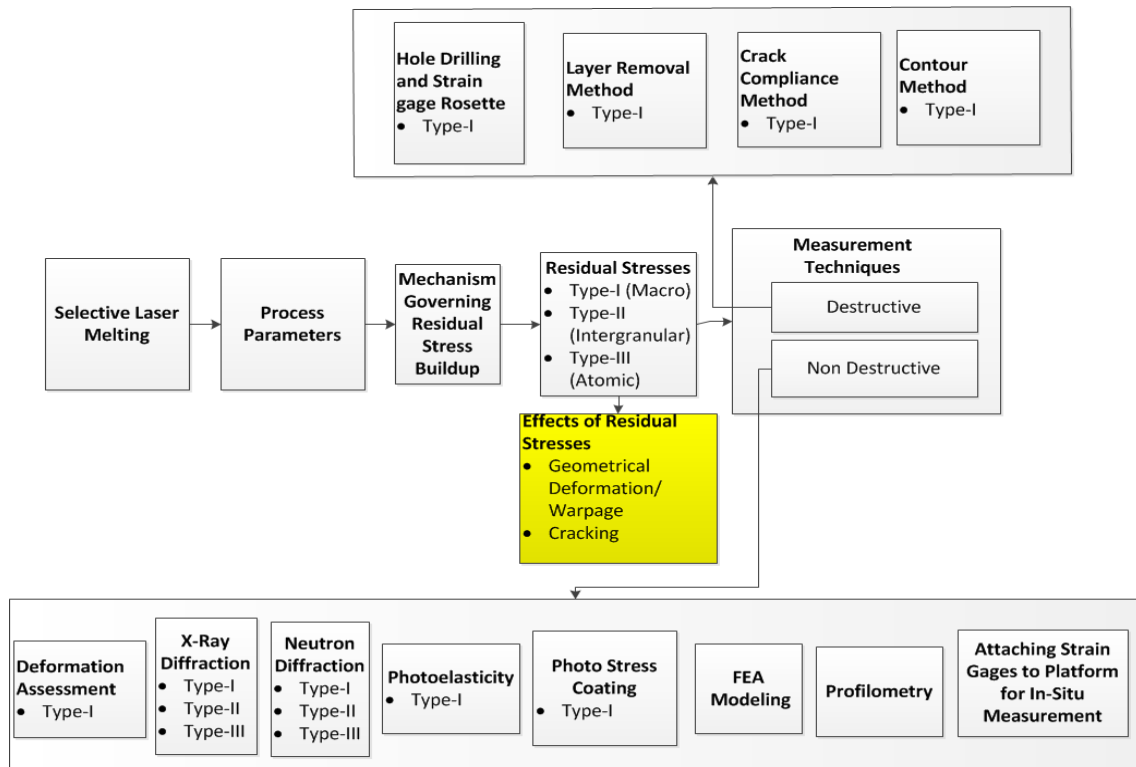 Hole Drilling
and Strain
gage Rosette
• Type-I
Layer Removal
Method
• Type-I
Crack
Compliance
Method
• Type-I
Contour
Method
• Type-I
Selective Laser
Melting
Process
Parameters
Mechanism
Governing
Residual
Stress
Buildup
Residual Stresses
• Type-I (Macro)
• Type-II
(Intergranular)
• Type-III
(Atomic)
Measurement
Techniques
Destructive
Non Destructive
Effects of Residual
Stresses
• Geometrical
Deformation/
Warpage
• Cracking
Deformation
Assessment
• Type-I
X-Ray
Diffraction
• Type-I
• Type-II
• Type-III
Neutron
Diffraction
• Type-I
• Type-II
• Type-III
Photoelasticity
• Type-I
Photo Stress
Coating
• Type-I
FEA
Modeling
Profilometry
Attaching Strain
Gages to Platform
for In-Situ
Measurement